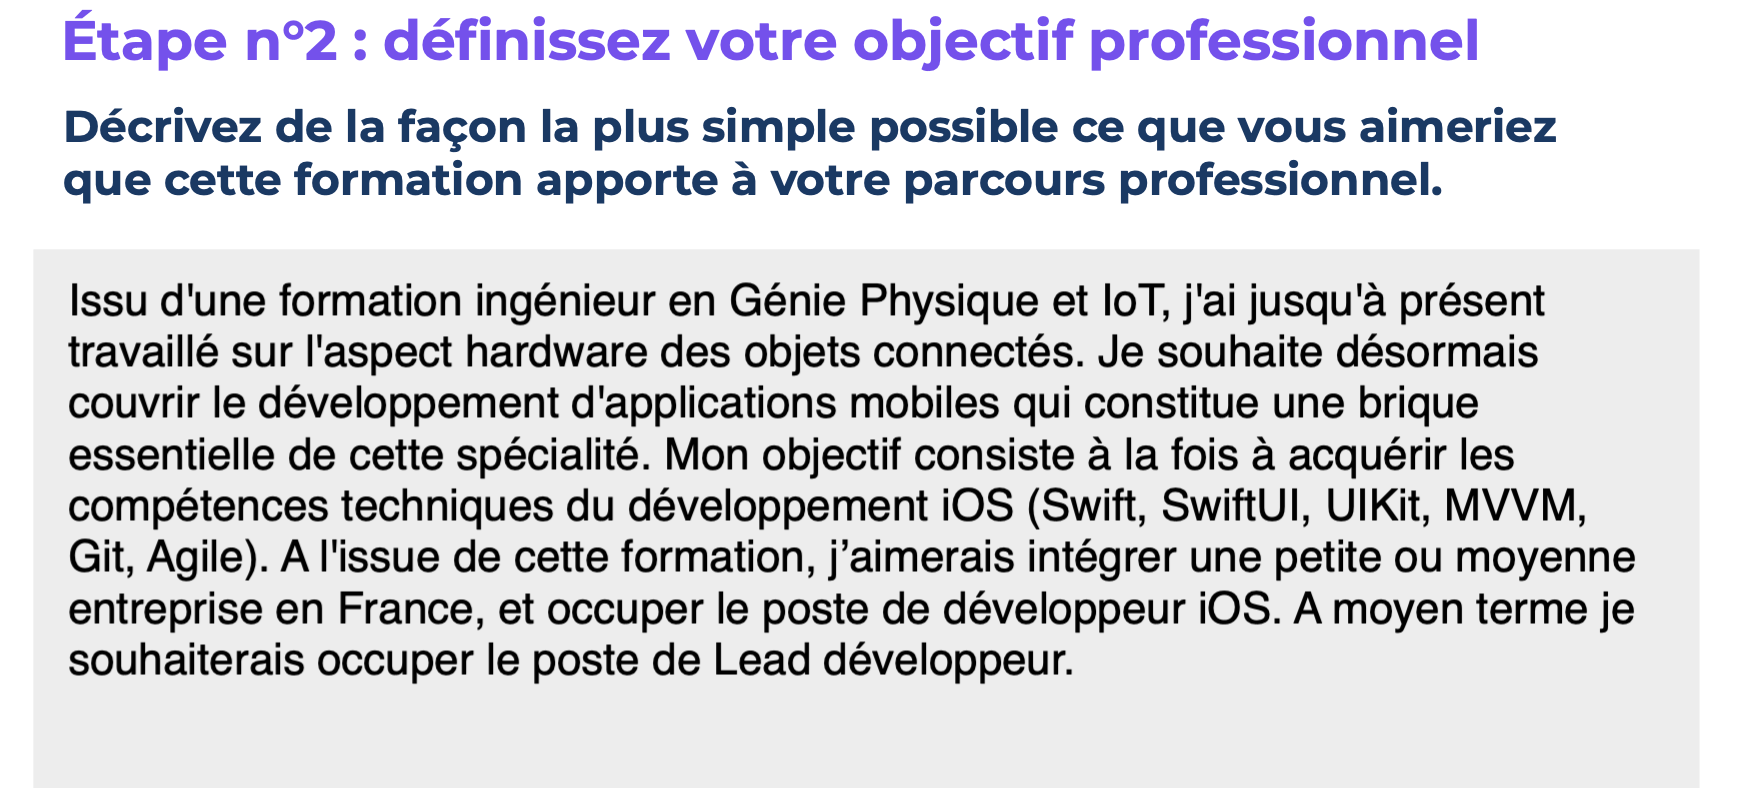 Étape n°2 : définissez votre objectif professionnel
Décrivez de la façon la plus simple possible ce que vous aimeriez
que cette formation apporte à votre parcours professionnel.
Issu d'une formation ingénieur en Génie Physique et IoT, j'ai jusqu'à présent
travaillé sur l'aspect hardware des objets connectés. Je souhaite désormais
couvrir le développement d'applications mobiles qui constitue une brique
essentielle de cette spécialité. Mon objectif consiste à la fois à acquérir les
compétences techniques du développement iOS (Swift, SwiftUI, UIKit, MVVM,
Git, Agile). A l'issue de cette formation, j’aimerais intégrer une petite ou moyenne
entreprise en France, et occuper le poste de développeur iOS. A moyen terme je
souhaiterais occuper le poste de Lead développeur.